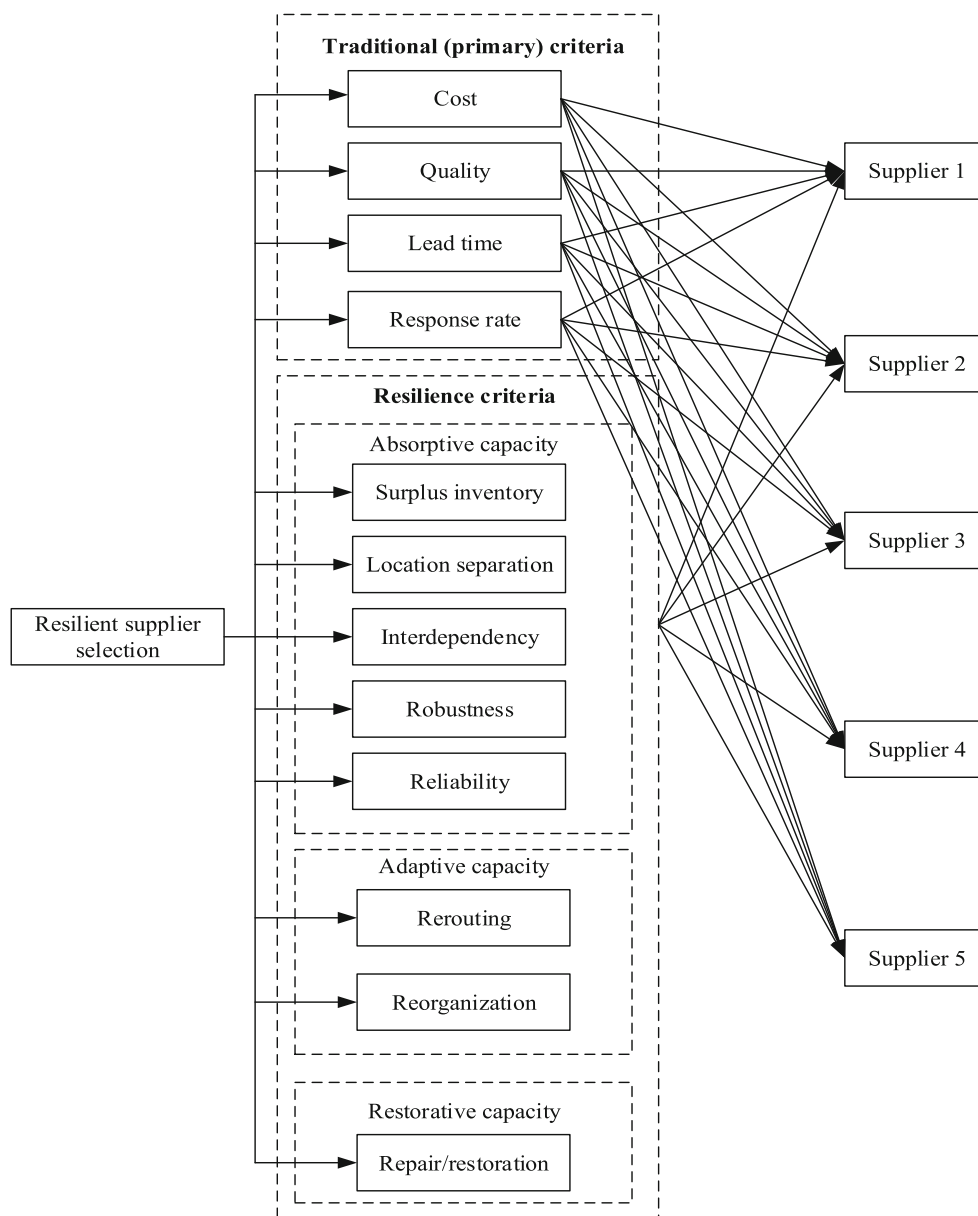 Traditional (primary) criteria
Cost
Quality
Lead time
Response rate
Resilience criteria
Absorptive capacity
Surplus inventory
Location separation
Interdependency
Robustness
Reliability
Adaptive capacity
Rerouting
Reorganization
Restorative capacity
Repair/restoration
Resilient supplier
selection
Supplier 1
Supplier 2
Supplier 3
Supplier 4
Supplier 5